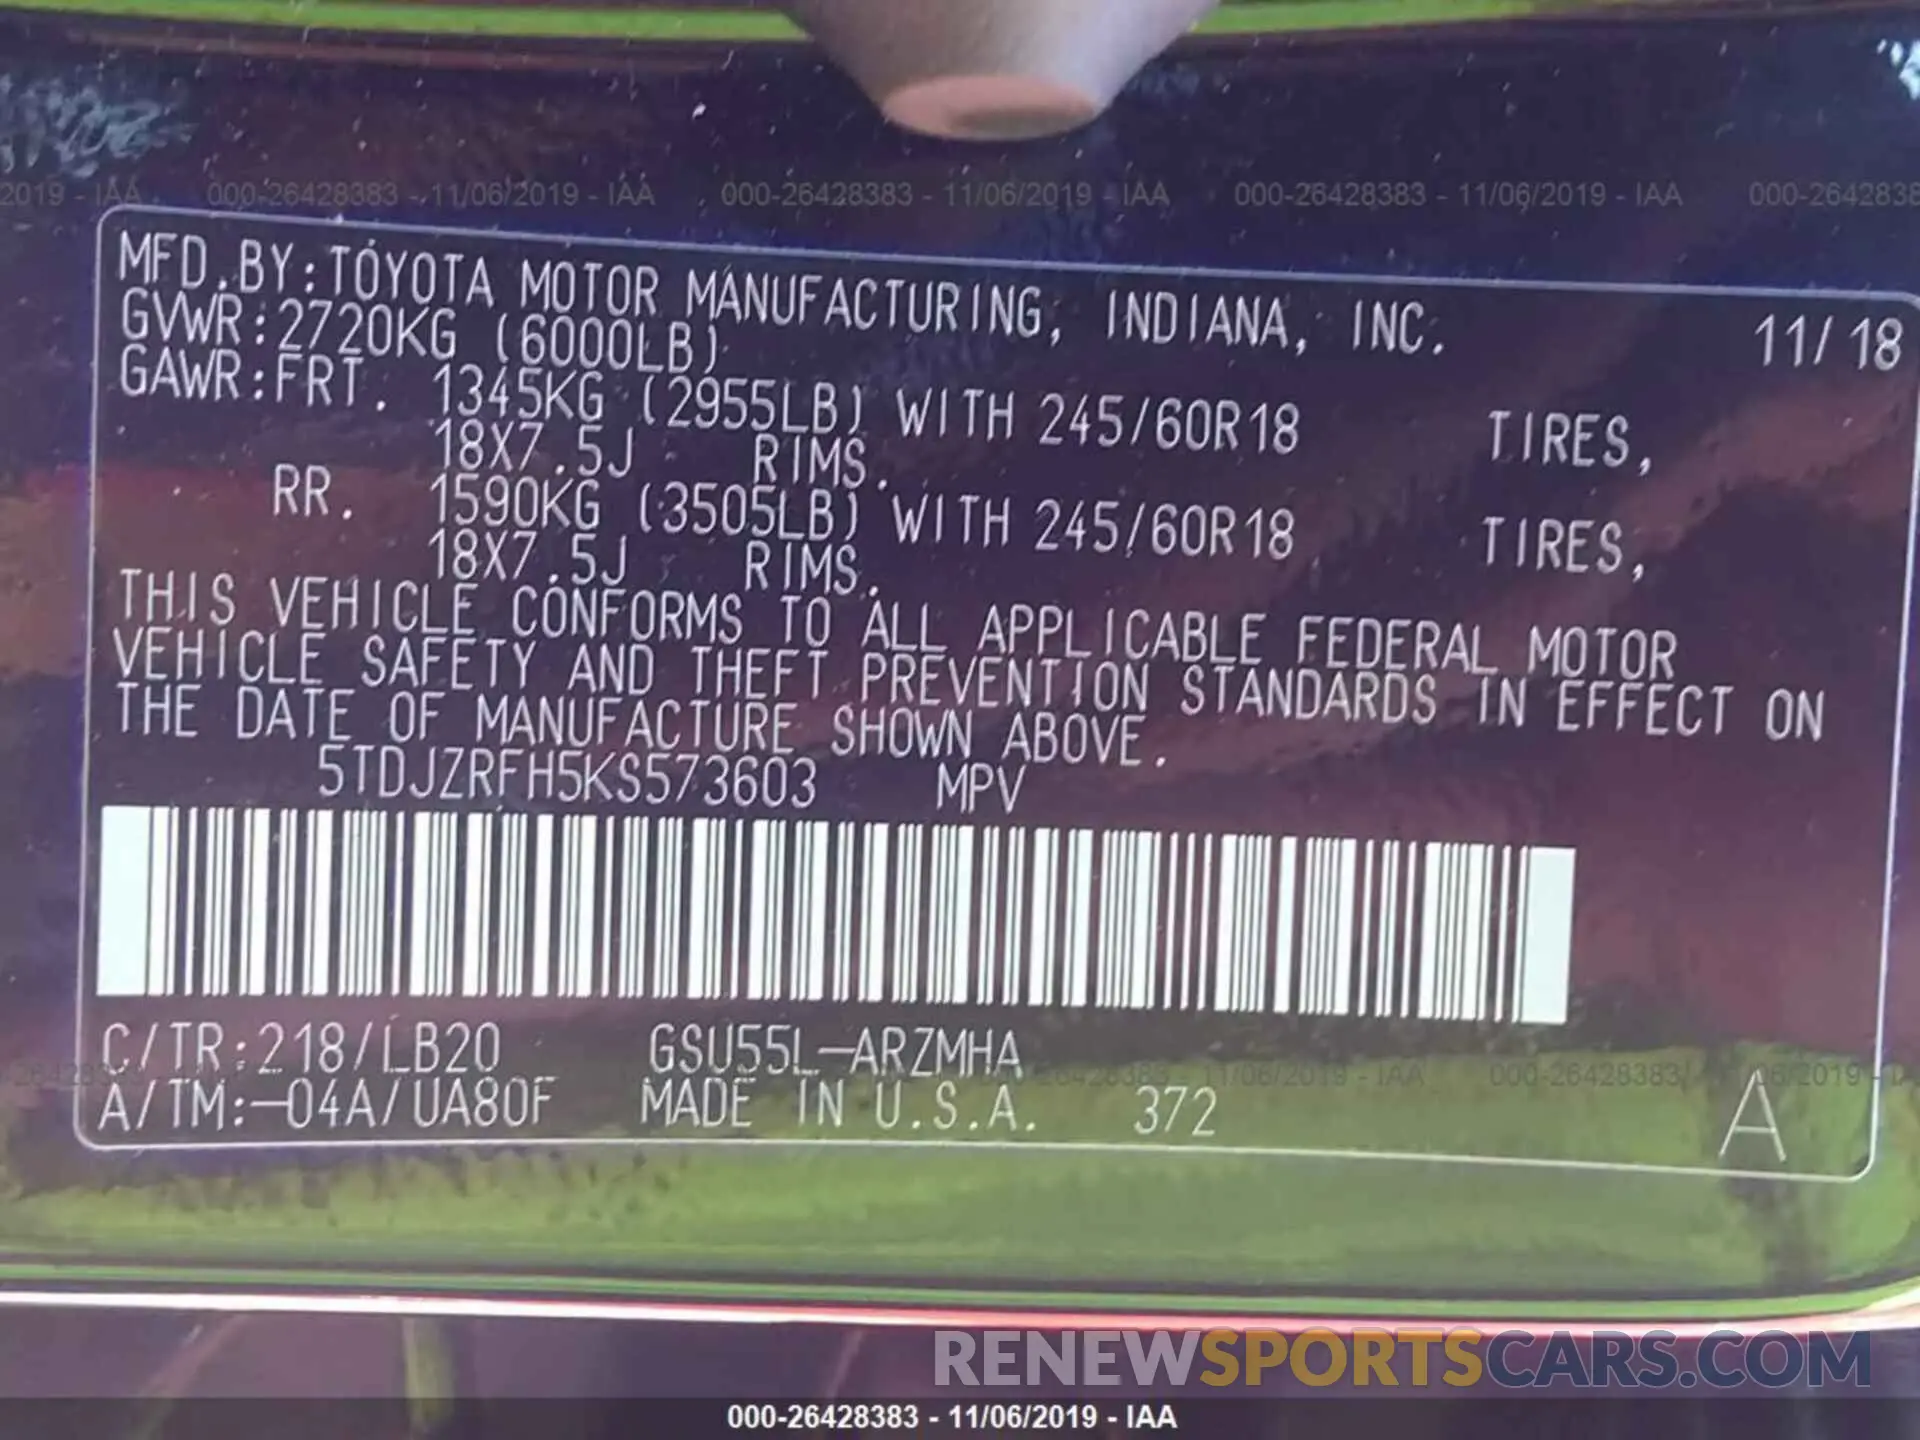 2019 - IAA 000-26428383 - 11/06/2019 - IAA 000-26428383 - 11/06/2019 - IAA 000-26428383 - 11/06/2019 - IAA 000-2642838
MFD.BY:TOYOTA MOTOR MANUFACTURING, INDIANA, INC. 11/18
GVWR:2720KG (6000LB)
GAWR:FRT. 1345KG (2955LB) WITH 245/60R18 TIRES,
18X7.5J RIMS.
RR. 1590KG (3505LB) WITH 245/60R18 TIRES,
18X7.5J RIMS.
THIS VEHICLE CONFORMS TO ALL APPLICABLE FEDERAL MOTOR
VEHICLE SAFETY AND THEFT PREVENTION STANDARDS IN EFFECT ON
THE DATE OF MANUFACTURE SHOWN ABOVE.
5TDJZRFH5KS573603 MPV
C/TR:218/LB20 GSU55L-ARZMHA
A/TM:-04A/UA80F MADE IN U.S.A. 372 A
RENEWSPORTSCARS.COM
000-26428383 - 11/06/2019 - IAA